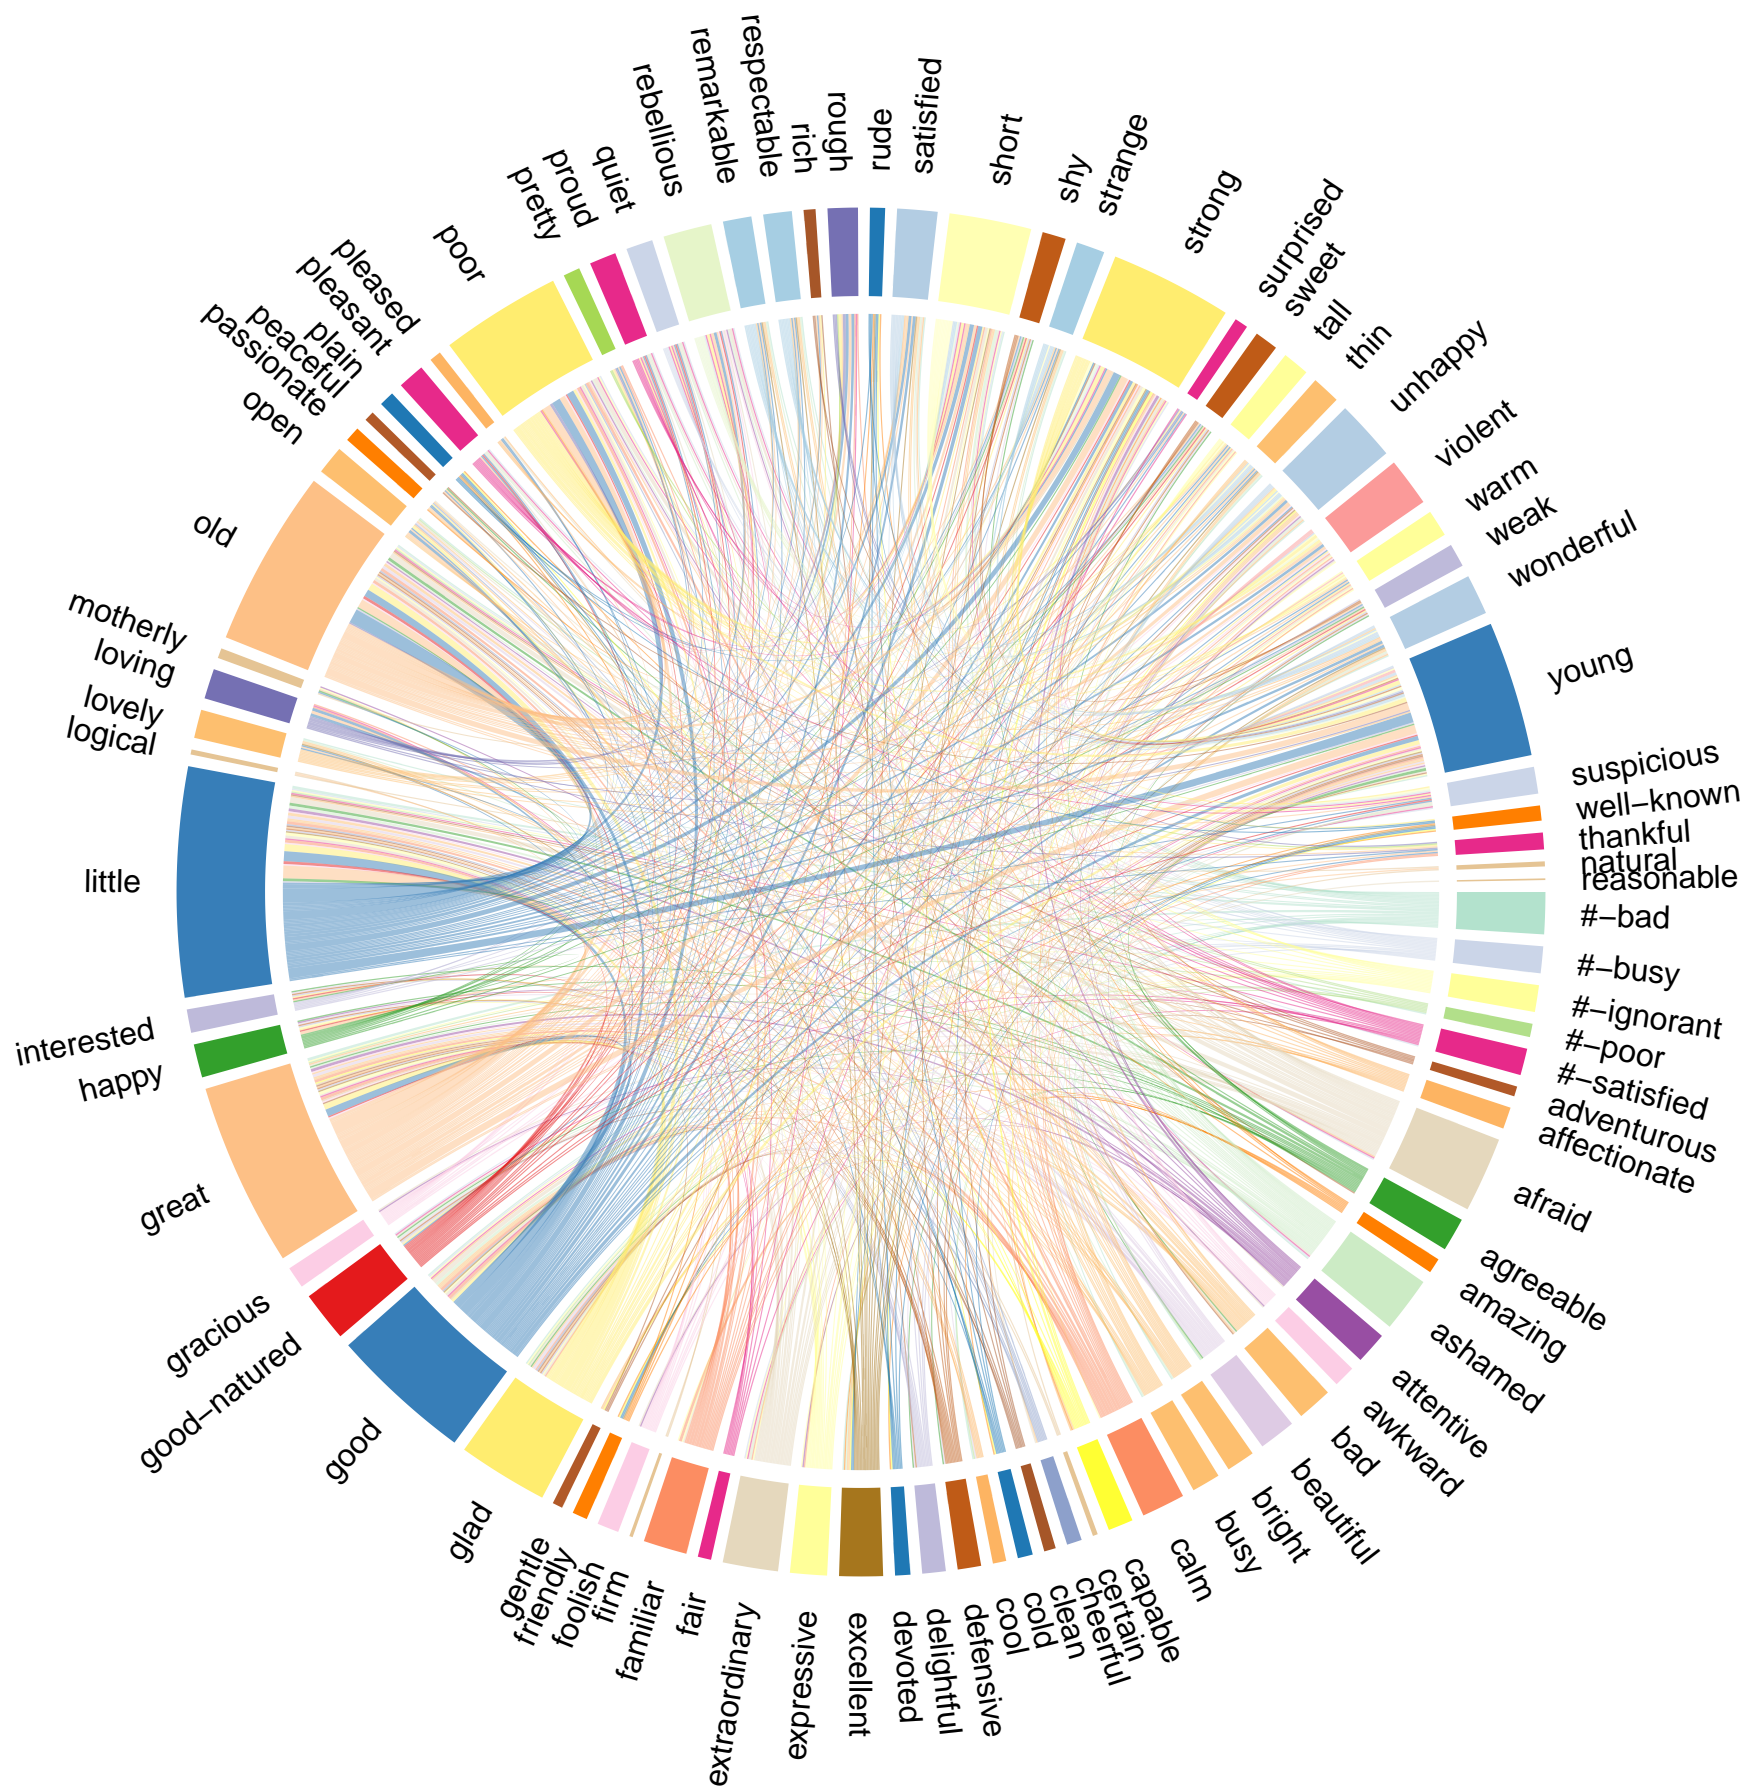 respectable
remarkable
rebellious
rich
rough
rude
satisfied
short
shy
strange
strong
surprised
sweet
tall
thin
unhappy
violent
warm
weak
wonderful
young
suspicious
well–known
thankful
natural
reasonable
#–bad
#–busy
#–ignorant
#–poor
#–satisfied
adventurous
affectionate
afraid
agreeable
amazing
ashamed
attentive
awkward
bad
beautiful
bright
busy
calm
capable
certain
cheerful
clean
cold
cool
defensive
delightful
devoted
excellent
expressive
extraordinary
fair
familiar
firm
foolish
friendly
gentle
glad
good
good–natured
gracious
great
happy
interested
little
logical
lovely
loving
motherly
old
open
passionate
peaceful
plain
pleasant
pleased
poor
pretty
proud
quiet